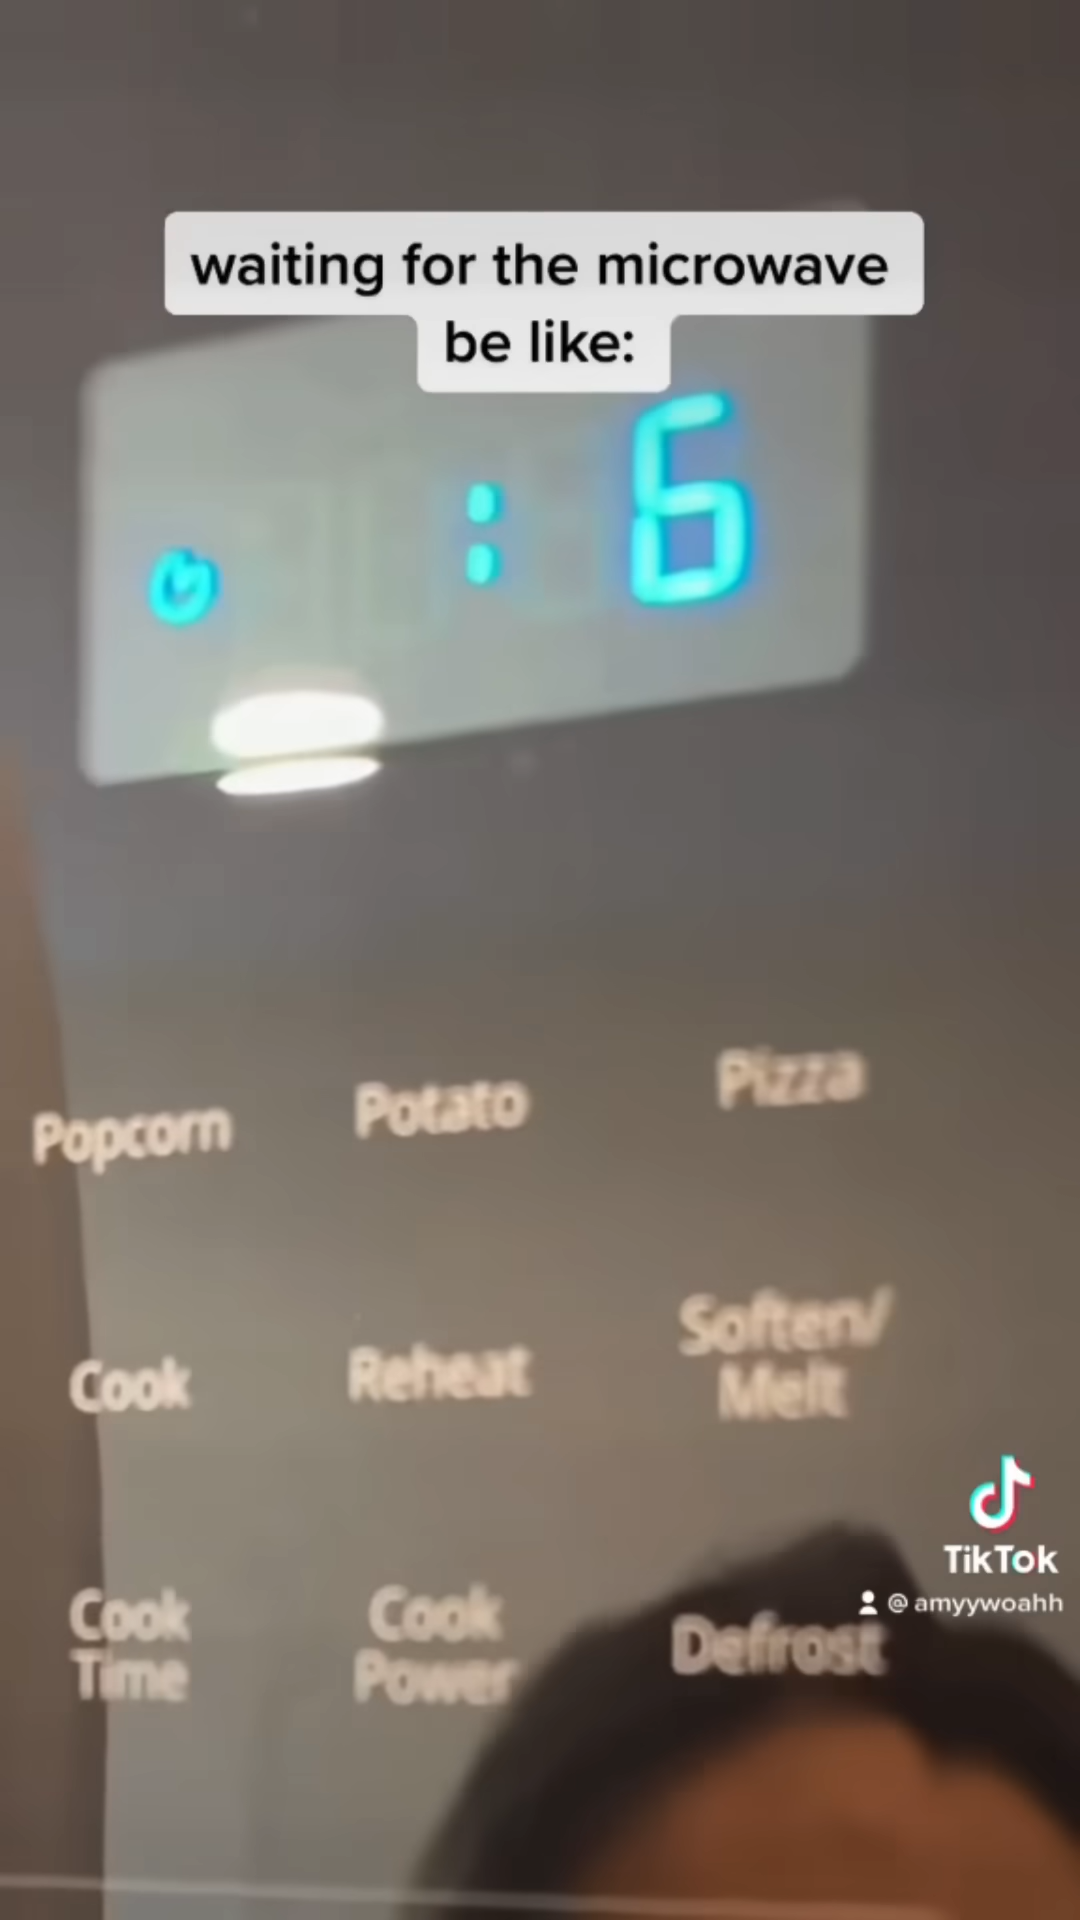 waiting for the microwave
be like:
: 6
Popcorn Potato Pizza
Cook Reheat Soften/
Melt
Cook Cook Defrost
Time Power
TikTok
@amyywoahh